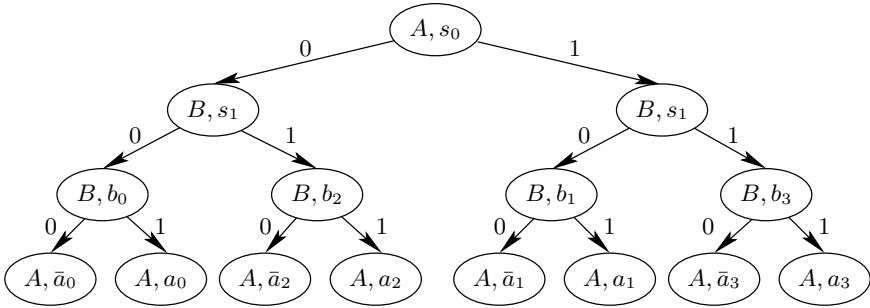 A, s₀
0 1
B, s₁ B, s₁
0 1 0 1
B, b₀ B, b₂ B, b₁ B, b₃
0 1 0 1 0 1 0 1
A, ā₀ A, a₀ A, ā₂ A, a₂ A, ā₁ A, a₁ A, ā₃ A, a₃